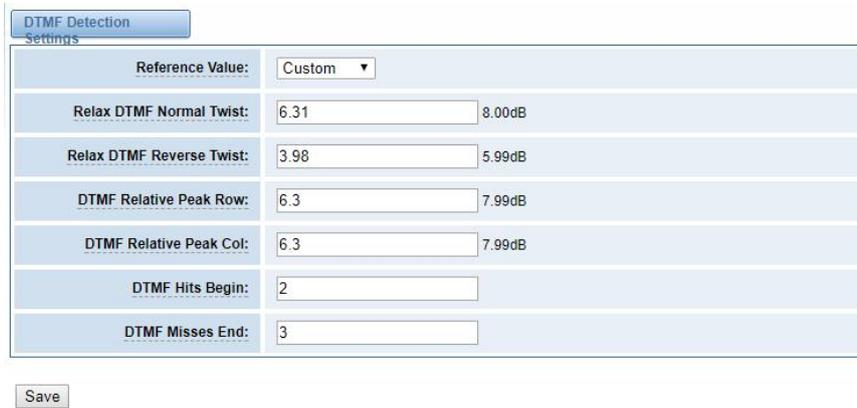 DTMF Detection
Settings
Reference Value: Custom
Relax DTMF Normal Twist: 6.31 8.00dB
Relax DTMF Reverse Twist: 3.98 5.99dB
DTMF Relative Peak Row: 6.3 7.99dB
DTMF Relative Peak Col: 6.3 7.99dB
DTMF Hits Begin: 2
DTMF Misses End: 3
Save